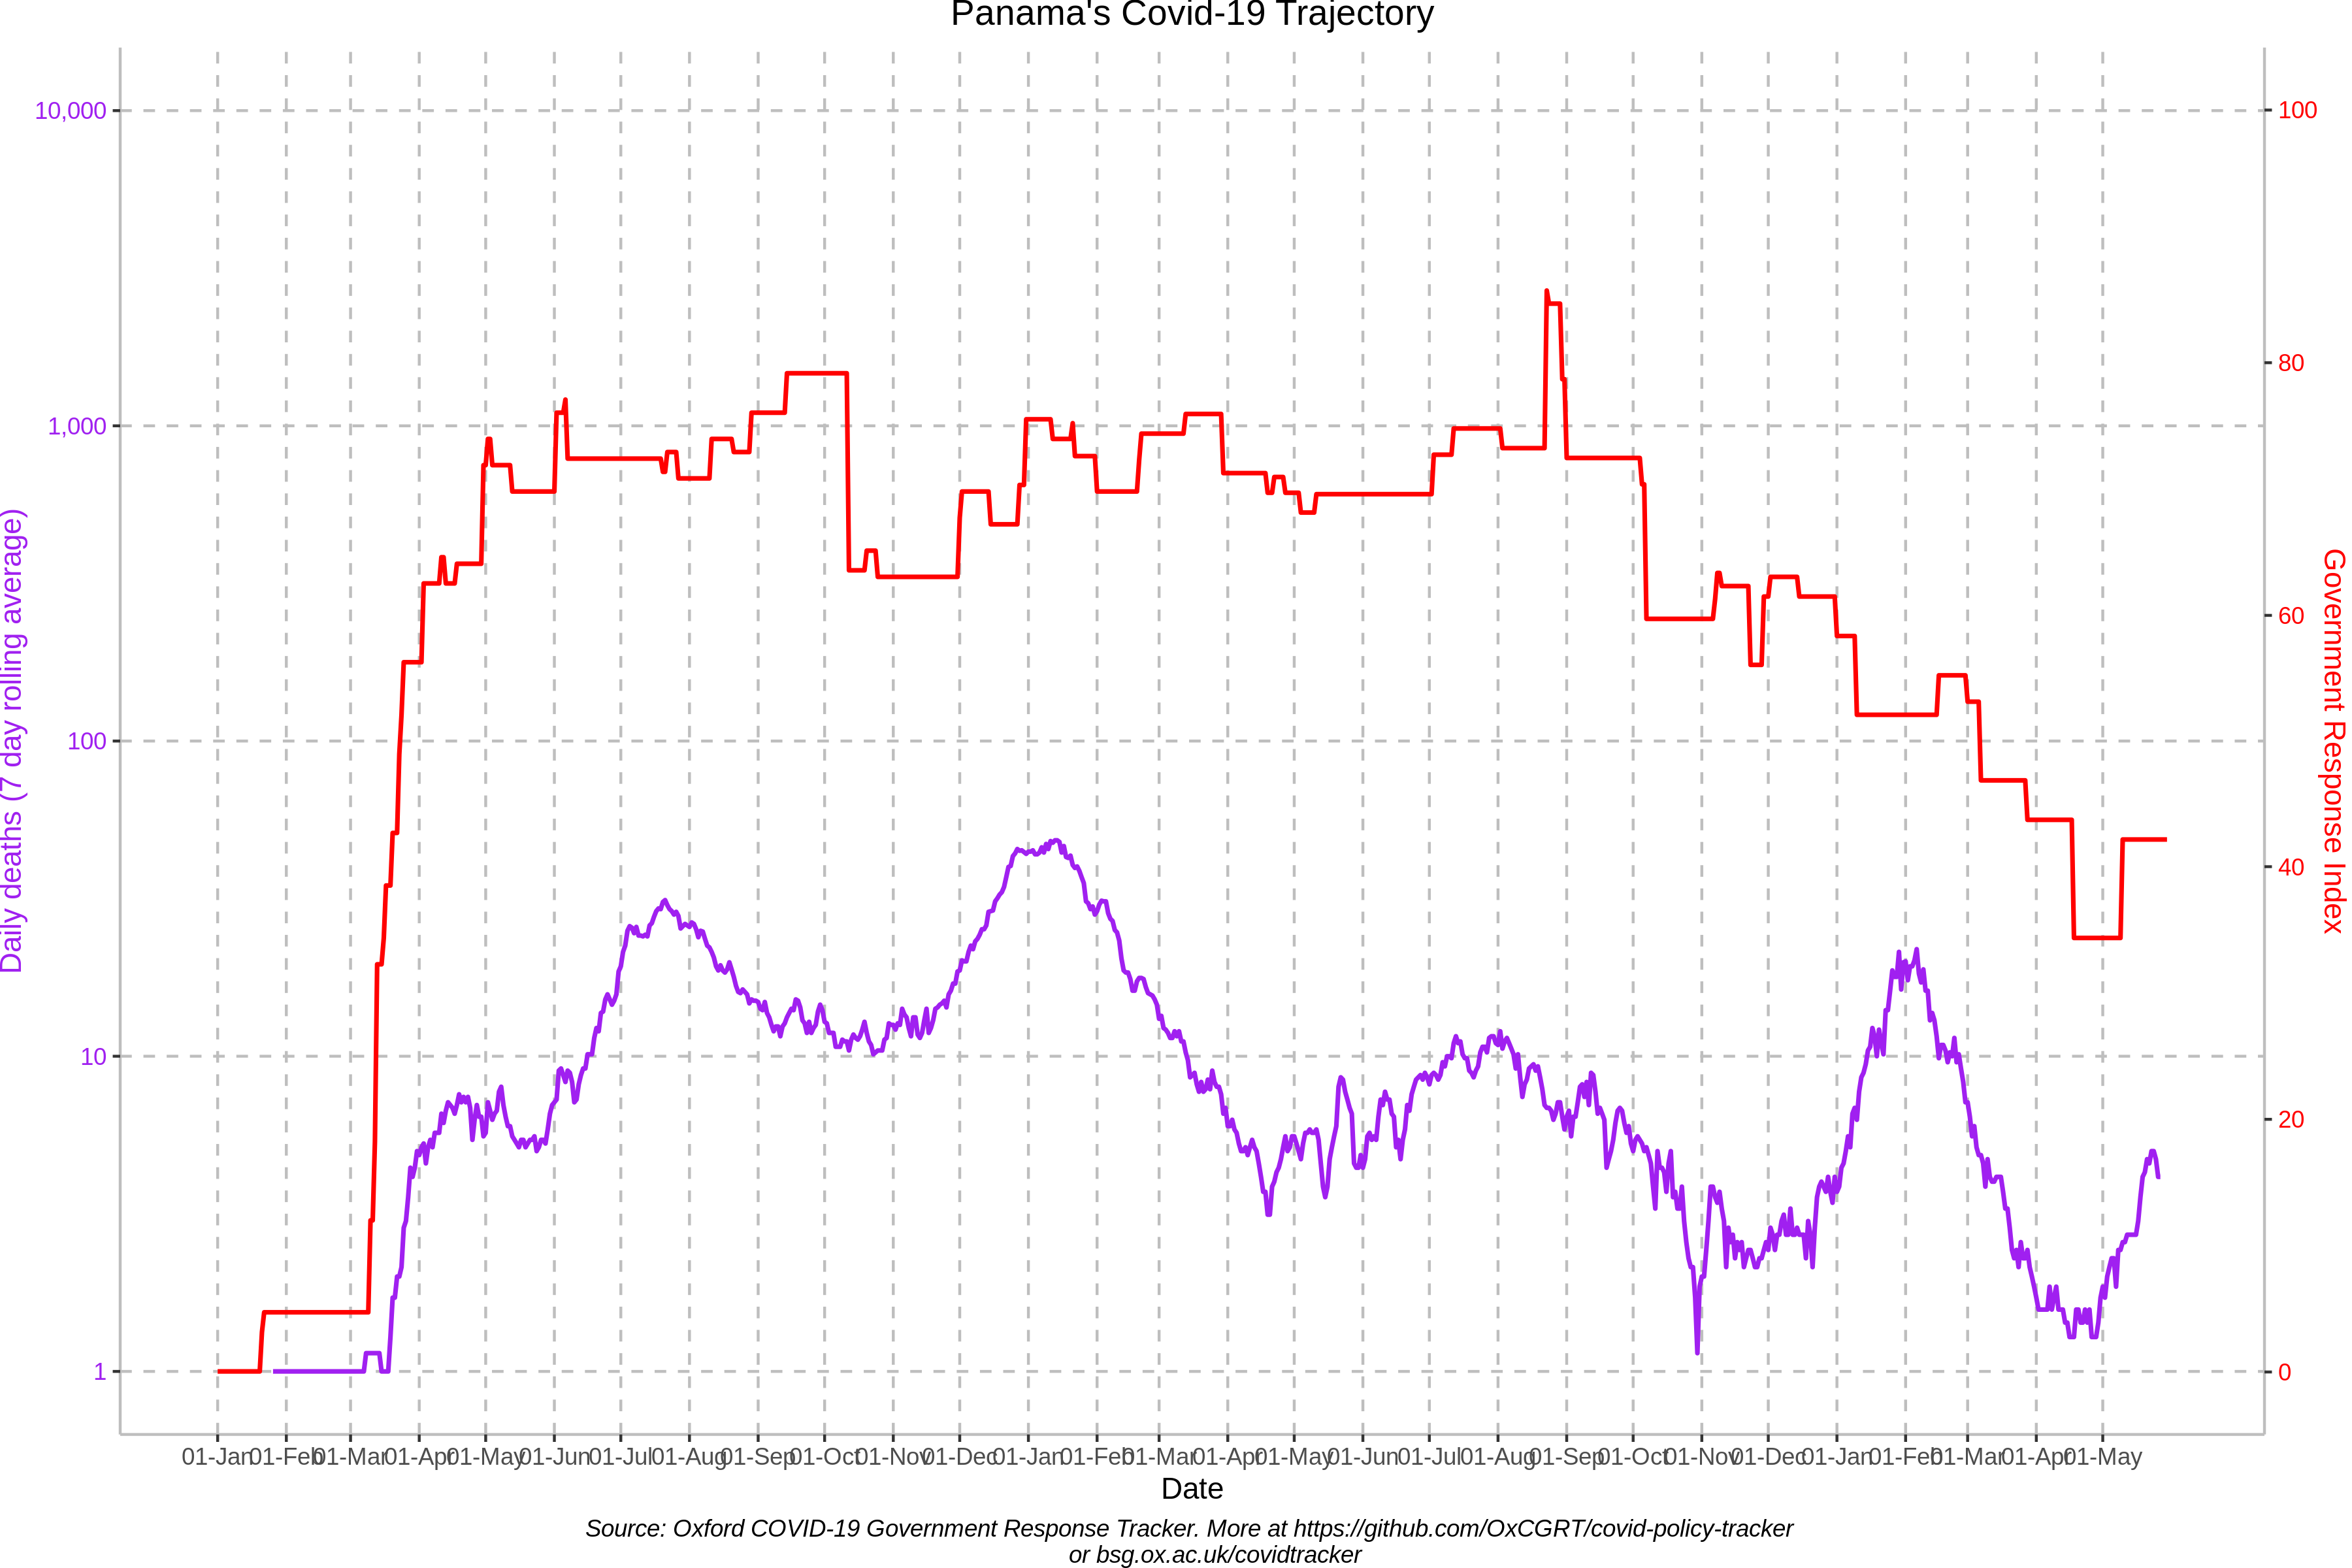 Panama's Covid-19 Trajectory
10,000
1,000
100
10
1
Daily deaths (7 day rolling average)
100
80
60
40
20
0
Government Response Index
01-Jan 01-Feb 01-Mar 01-Apr 01-May 01-Jun 01-Jul 01-Aug 01-Sep 01-Oct 01-Nov 01-Dec 01-Jan 01-Feb 01-Mar 01-Apr 01-May 01-Jun 01-Jul 01-Aug 01-Sep 01-Oct 01-Nov 01-Dec 01-Jan 01-Feb 01-Mar 01-Apr 01-May
Date
Source: Oxford COVID-19 Government Response Tracker. More at https://github.com/OxCGRT/covid-policy-tracker
or bsg.ox.ac.uk/covidtracker